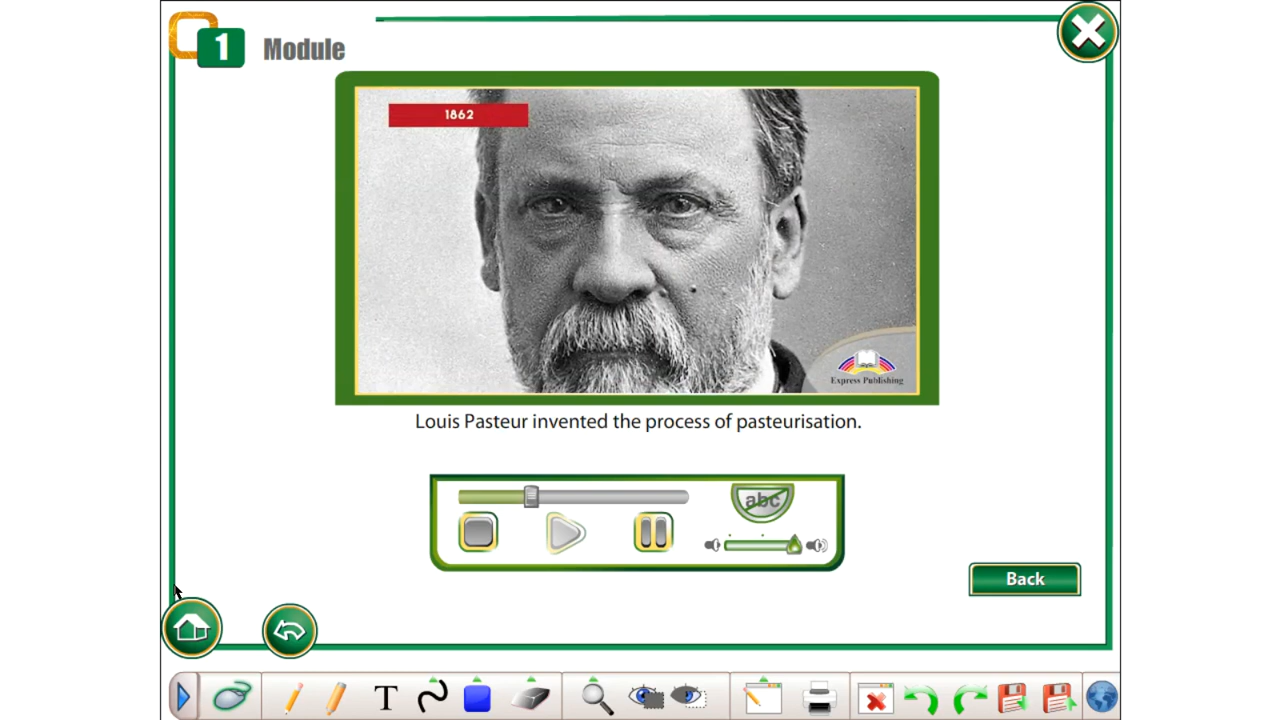 1 Module
1862
Express Publishing
Louis Pasteur invented the process of pasteurisation.
abc
Back
T